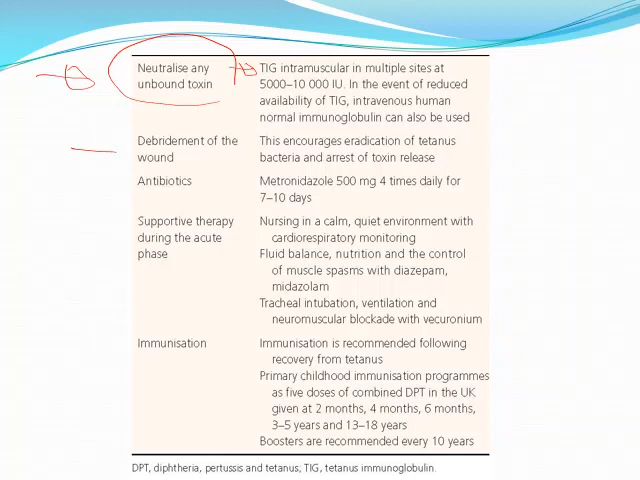 Neutralise any
unbound toxin
TIG intramuscular in multiple sites at
5000–10 000 IU. In the event of reduced
availability of TIG, intravenous human
normal immunoglobulin can also be used
Debridement of the
wound
This encourages eradication of tetanus
bacteria and arrest of toxin release
Antibiotics
Metronidazole 500 mg 4 times daily for
7–10 days
Supportive therapy
during the acute
phase
Nursing in a calm, quiet environment with
cardiorespiratory monitoring
Fluid balance, nutrition and the control
of muscle spasms with diazepam,
midazolam
Tracheal intubation, ventilation and
neuromuscular blockade with vecuronium
Immunisation
Immunisation is recommended following
recovery from tetanus
Primary childhood immunisation programmes
as five doses of combined DPT in the UK
given at 2 months, 4 months, 6 months,
3–5 years and 13–18 years
Boosters are recommended every 10 years
DPT, diphtheria, pertussis and tetanus; TIG, tetanus immunoglobulin.